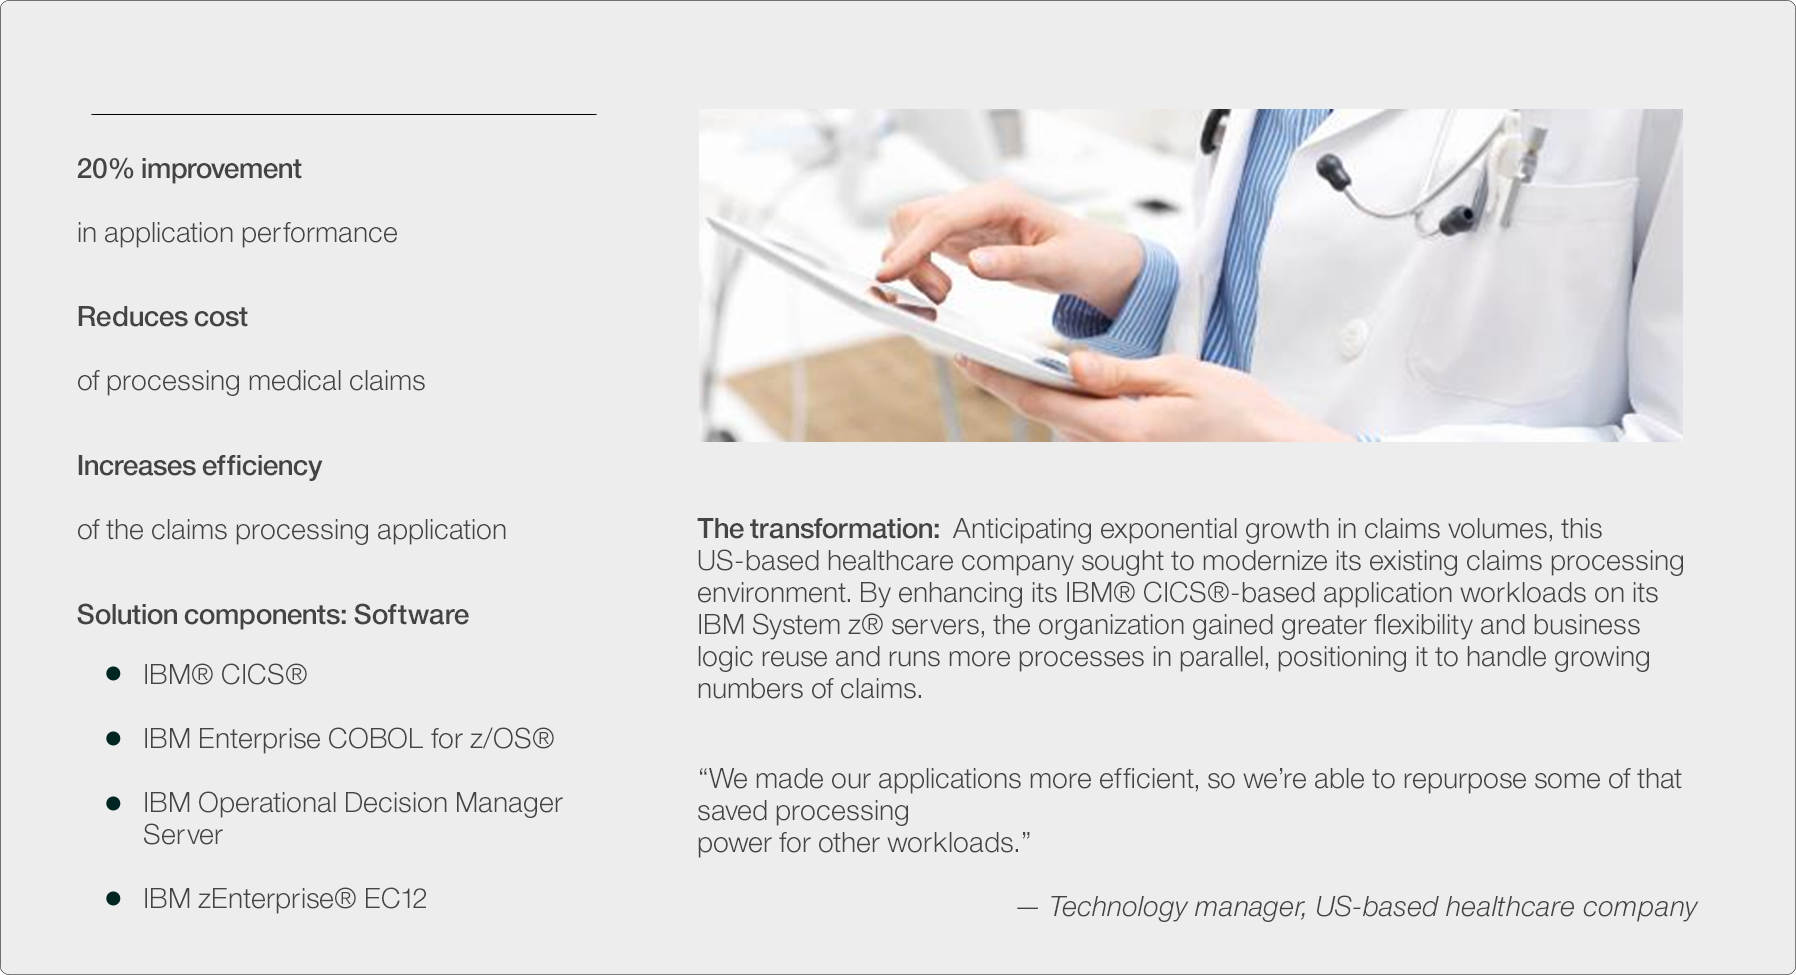 20% improvement
in application performance
Reduces cost
of processing medical claims
Increases efficiency
of the claims processing application
Solution components: Software
IBM® CICS®
IBM Enterprise COBOL for z/OS®
IBM Operational Decision Manager
Server
IBM zEnterprise® EC12
The transformation: Anticipating exponential growth in claims volumes, this
US-based healthcare company sought to modernize its existing claims processing
environment. By enhancing its IBM® CICS®-based application workloads on its
IBM System z® servers, the organization gained greater flexibility and business
logic reuse and runs more processes in parallel, positioning it to handle growing
numbers of claims.
“We made our applications more efficient, so we’re able to repurpose some of that
saved processing
power for other workloads.”
— Technology manager, US-based healthcare company